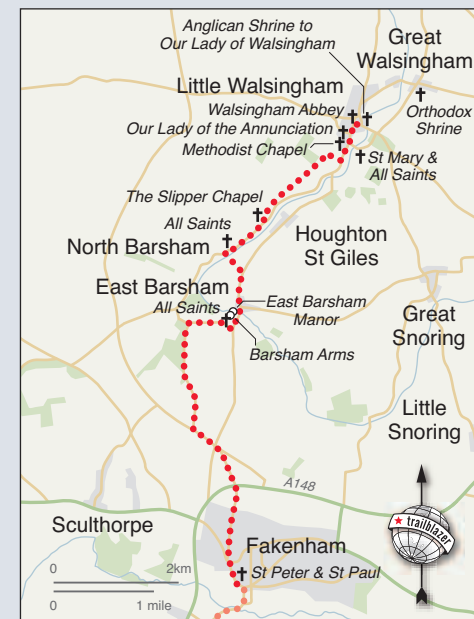 Anglican Shrine to
Our Lady of Walsingham
Great
Walsingham
Little Walsingham
Walsingham Abbey
Our Lady of the Annunciation
Methodist Chapel
Orthodox
Shrine
St Mary &
All Saints
The Slipper Chapel
All Saints
North Barsham
Houghton
St Giles
East Barsham
All Saints
East Barsham
Manor
Barsham Arms
Great
Snoring
Little
Snoring
A148
Sculthorpe
Fakenham
St Peter & St Paul
0 2km
0 1 mile
trailblazer